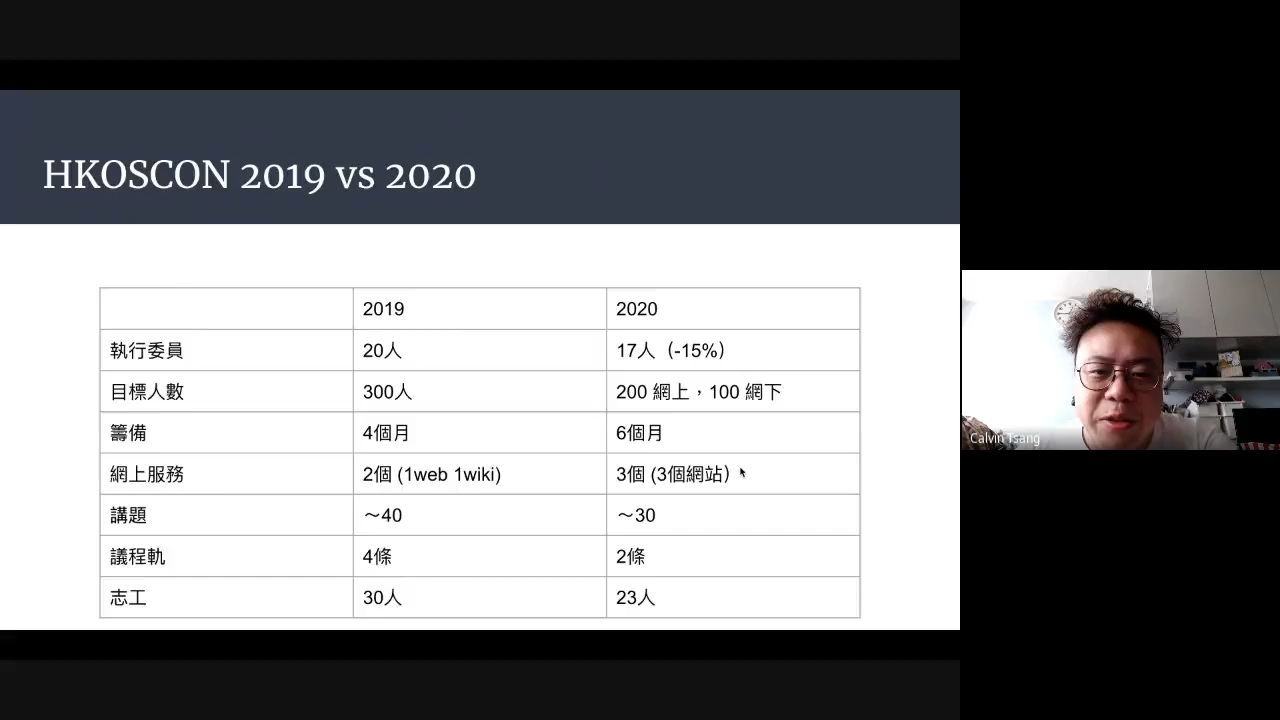 HKOSCON 2019 vs 2020
2019 2020
執行委員 20人 17人（-15%）
目標人數 300人 200 網上，100 網下
籌備 4個月 6個月
網上服務 2個 (1web 1wiki) 3個 (3個網站）
講題 ～40 ～30
議程軌 4條 2條
志工 30人 23人
Calvin Tsang